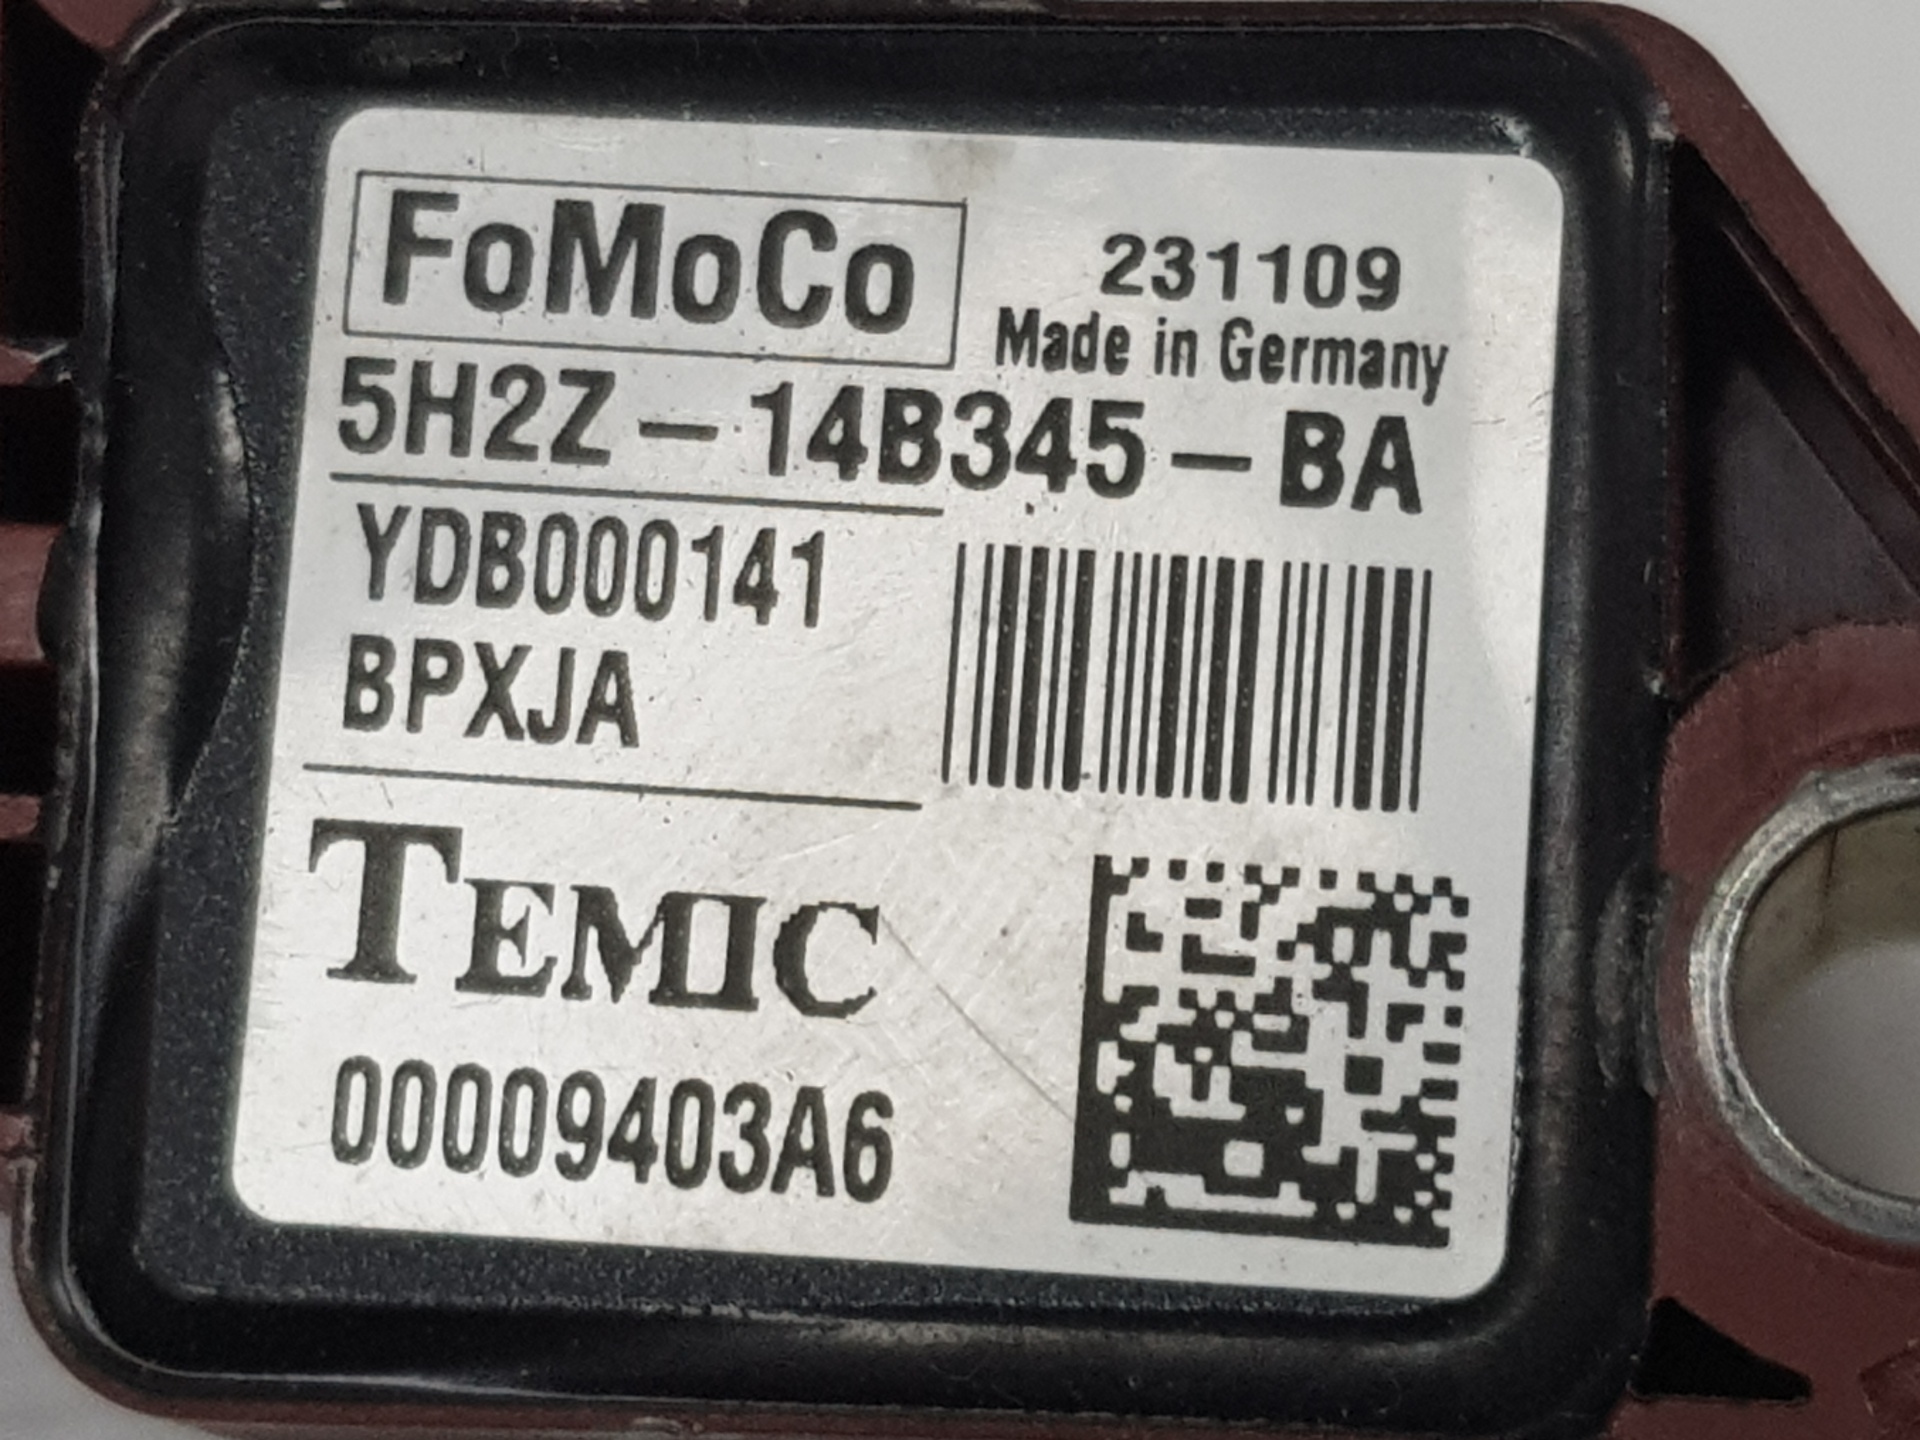 FoMoCo
231109
Made in Germany
5H2Z-14B345-BA
YDB000141
BPXJA
TEMIC
00009403A6